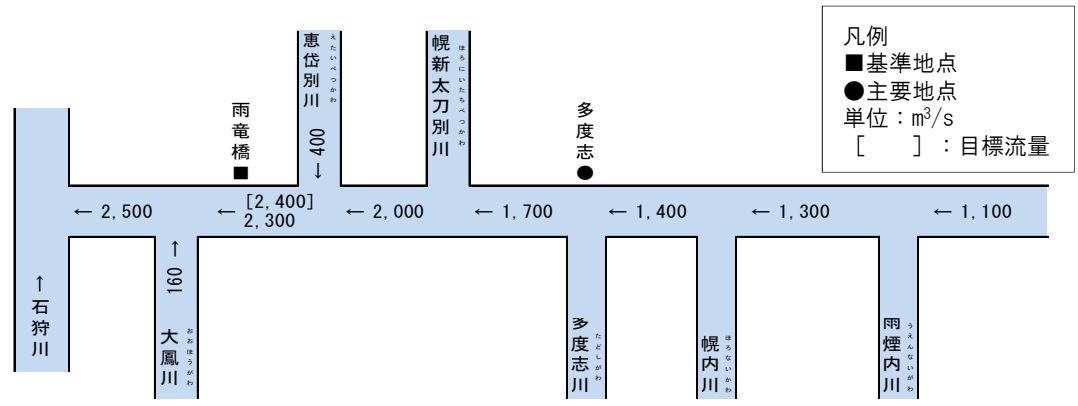 凡例
■基準地点
●主要地点
単位：m³/s
[　　]：目標流量
恵岱別川
えたいべつかわ
幌新太刀別川
ほろにいたちべつかわ
雨竜橋
■
多度志
●
400
↓
← 2,500
← [2,400]
2,300
← 2,000
← 1,700
← 1,400
← 1,300
← 1,100
160 →
↑石狩川
大鳳川
おおほうがわ
多度志川
たどしがわ
幌内川
ほろないかわ
雨煙内川
うえんないがわ